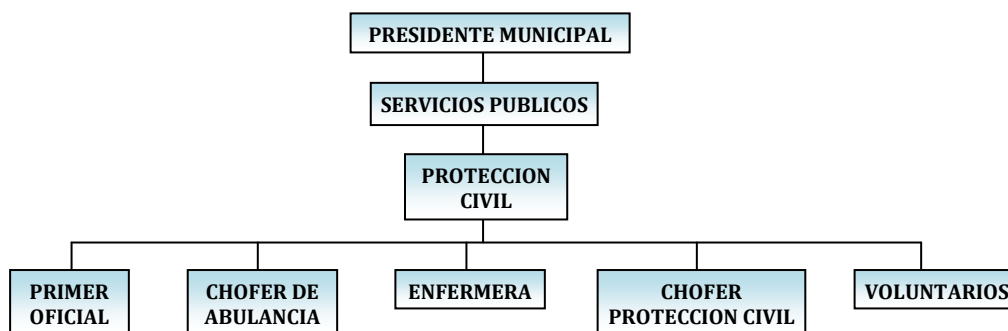 PRESIDENTE MUNICIPAL
SERVICIOS PUBLICOS
PROTECCION
CIVIL
PRIMER
OFICIAL
CHOFER DE
ABULANCIA
ENFERMERA
CHOFER
PROTECCION CIVIL
VOLUNTARIOS